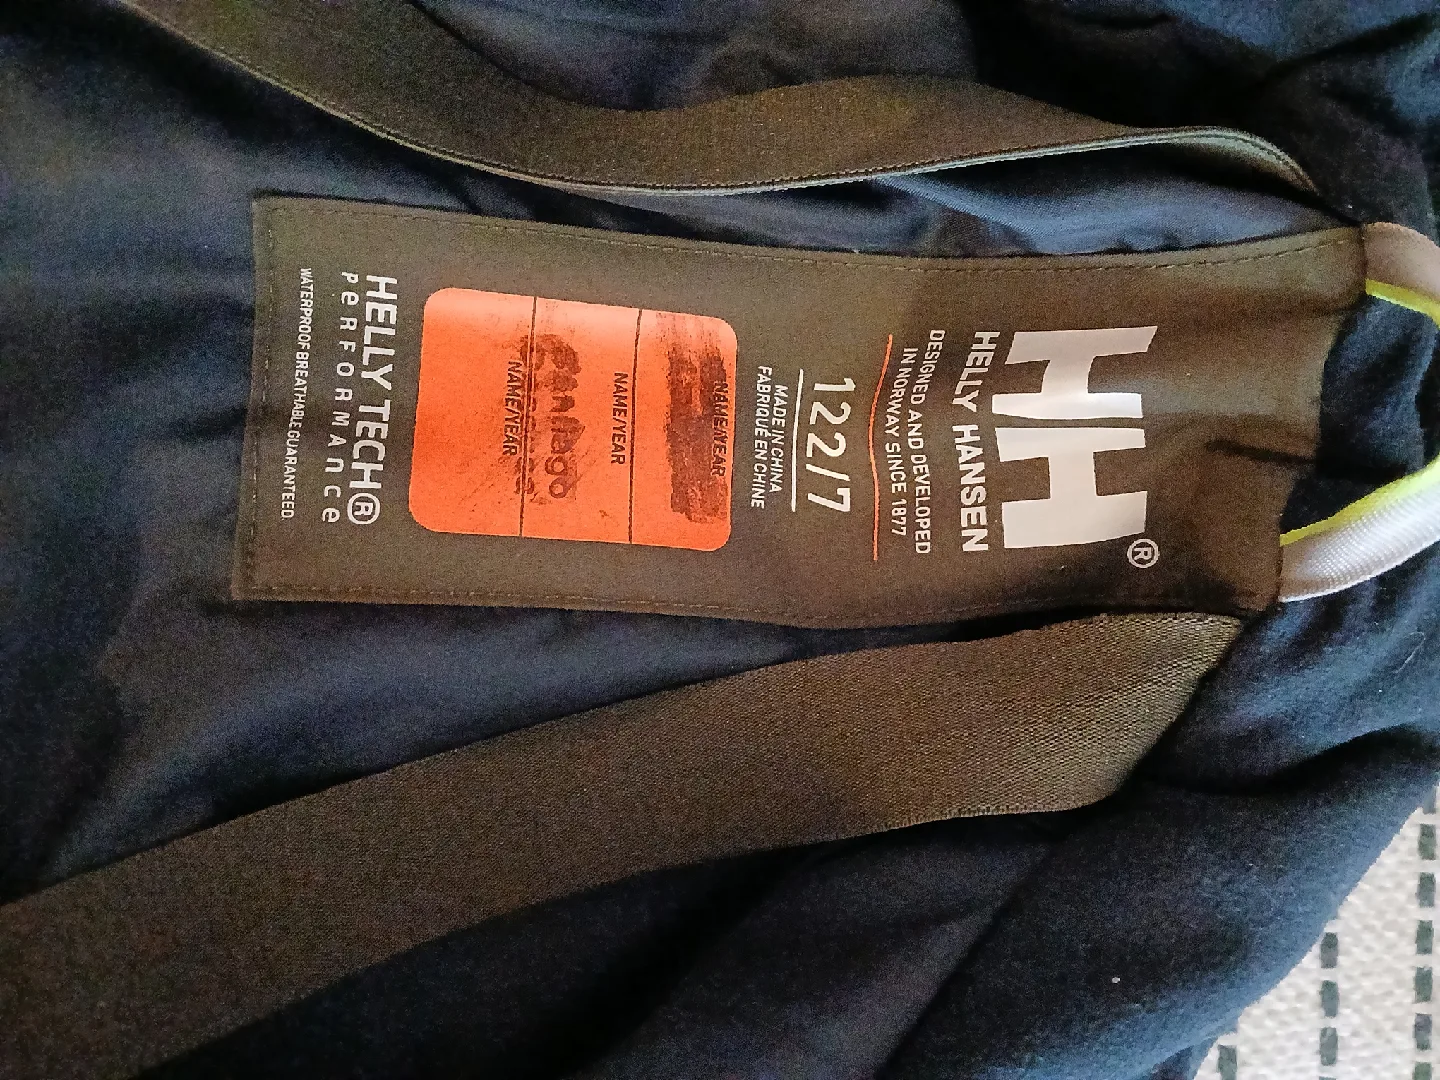 HH®
HELLY HANSEN
DESIGNED AND DEVELOPED
IN NORWAY SINCE 1877
122/7
MADE IN CHINA
FABRIQUÉ EN CHINE
NAME/YEAR
NAME/YEAR
NAME/YEAR
HELLY TECH®
PeRFORMAnce
WATERPROOF BREATHABLE GUARANTEED